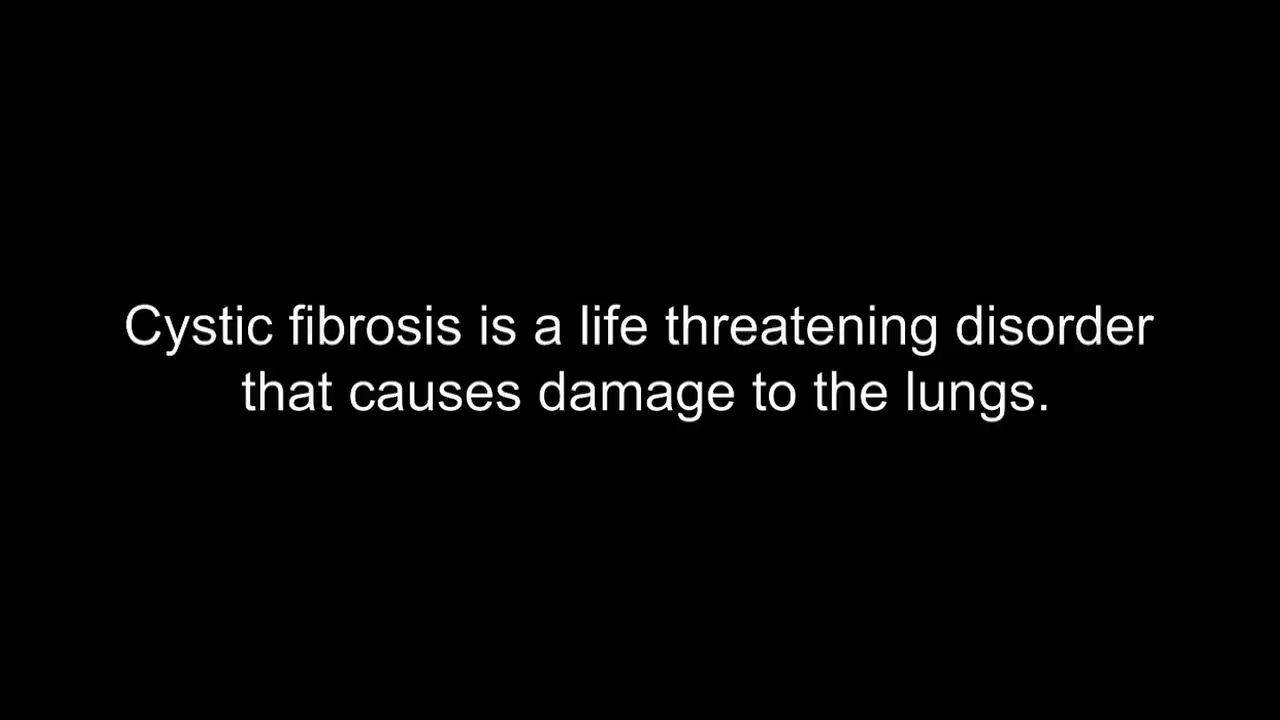 Cystic fibrosis is a life threatening disorder
that causes damage to the lungs.